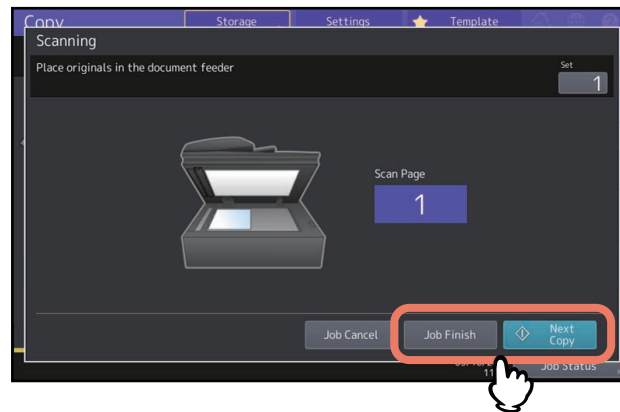 Copy
Storage
Settings
Template
Scanning
Place originals in the document feeder
Set
1
Scan Page
1
Job Cancel
Job Finish
Next
Copy
11
Job Status